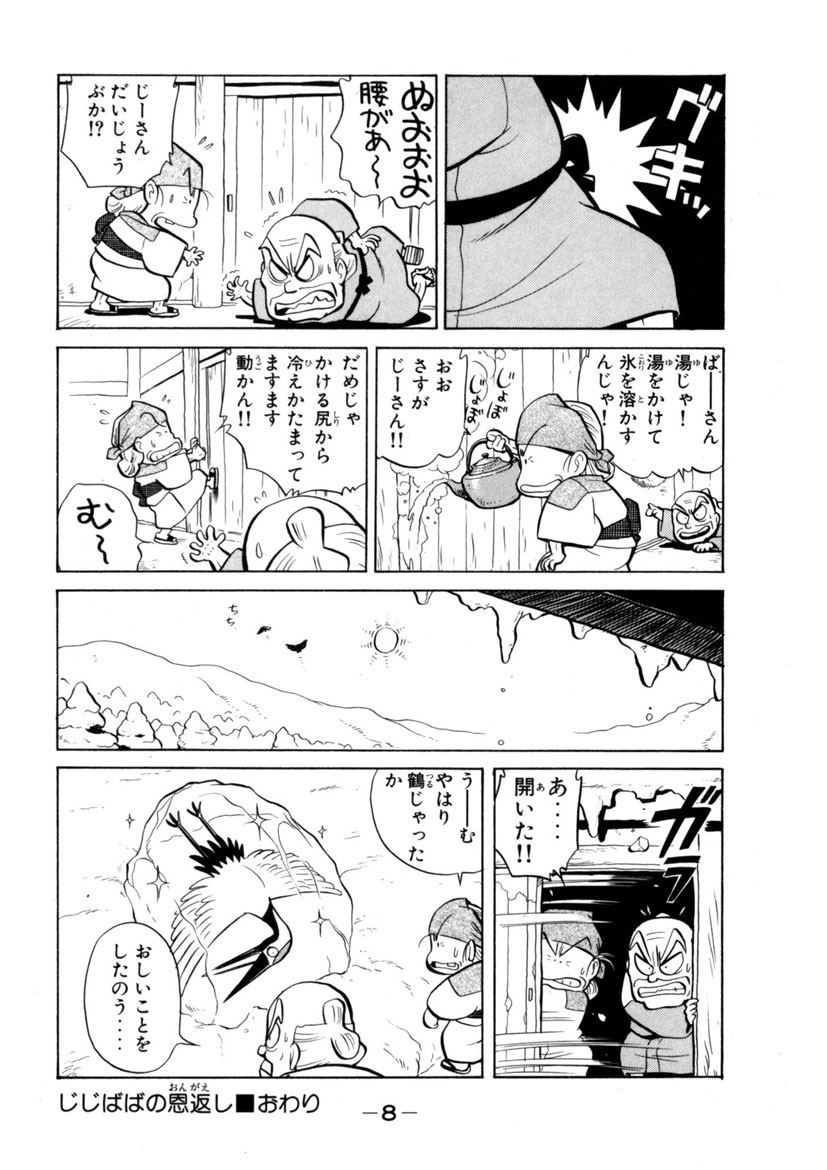 グキッ
ぬおおお
腰があ〜
じーさん
だいじょう
ぶか!?
ばーーさん
湯じゃ!
湯をかけて
氷を溶かす
んじゃ!
じょぼ
じょぼ
おお
さすが
じーさん!!
だめじゃ
かける尻から
冷えかたまって
ますます
動かん!!
む〜
ちち
ガラ
あ‥‥
開いた!!
うーーむ
やはり
鶴じゃった
か
おしいことを
したのう‥‥
じじばばの恩返し■おわり
—8—